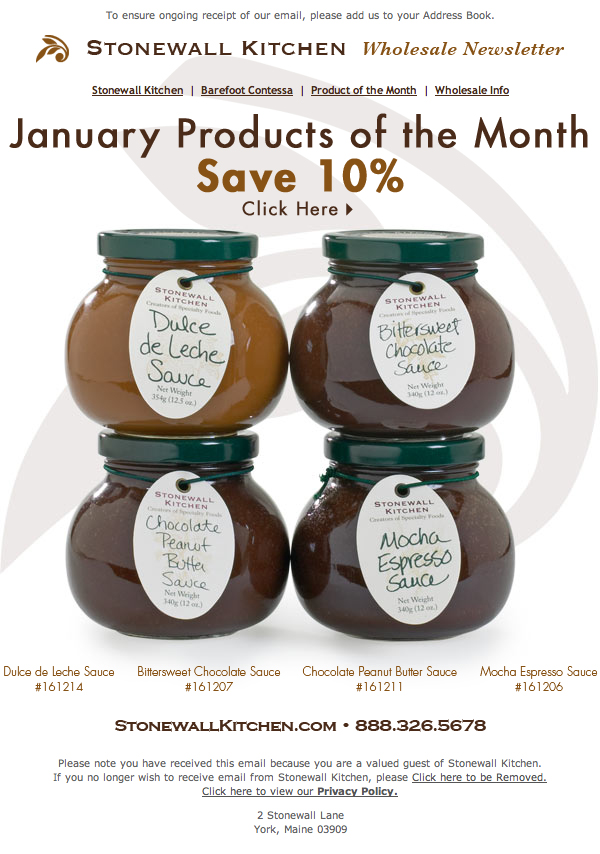 To ensure ongoing receipt of our email, please add us to your Address Book.
STONEWALL KITCHEN Wholesale Newsletter
Stonewall Kitchen | Barefoot Contessa | Product of the Month | Wholesale Info
January Products of the Month
Save 10%
Click Here
STONEWALL
KITCHEN
Creators of Specialty Foods
Dulce
de Leche
Sauce
Net Weight
354g (12.5 oz.)
STONEWALL
KITCHEN
Creators of Specialty Foods
Bittersweet
Chocolate
Sauce
Net Weight
340g (12 oz.)
STONEWALL
KITCHEN
Creators of Specialty Foods
Chocolate
Peanut
Butter
Sauce
Net Weight
340g (12 oz.)
STONEWALL
KITCHEN
Creators of Specialty Foods
Mocha
Espresso
Sauce
Net Weight
340g (12 oz.)
Dulce de Leche Sauce
#161214
Bittersweet Chocolate Sauce
#161207
Chocolate Peanut Butter Sauce
#161211
Mocha Espresso Sauce
#161206
STONEWALLKITCHEN.COM • 888.326.5678
Please note you have received this email because you are a valued guest of Stonewall Kitchen.
If you no longer wish to receive email from Stonewall Kitchen, please Click here to be Removed.
Click here to view our Privacy Policy.
2 Stonewall Lane
York, Maine 03909